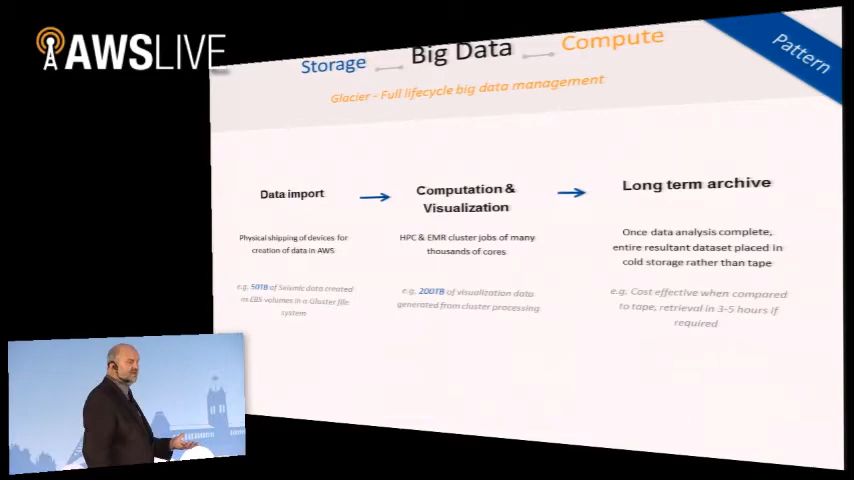 AWSLIVE
Storage Big Data Compute
Pattern
Glacier - Full lifecycle big data management
Data import
Computation &
Visualization
Long term archive
Physical shipping of devices for
creation of data in AWS
HPC & EMR cluster jobs of many
thousands of cores
Once data analysis complete,
entire resultant dataset placed in
cold storage rather than tape
e.g. 50TB of Seismic data created
as EBS volumes in a Gluster file
system
e.g. 200TB of visualization data
generated from cluster processing
e.g. Cost effective when compared
to tape, retrieval in 3-5 hours if
required